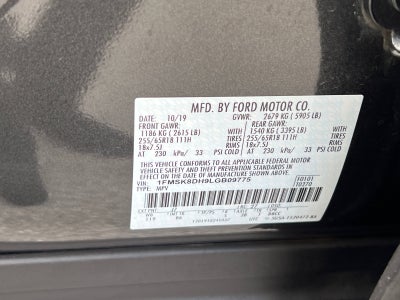 MFD. BY FORD MOTOR CO.
DATE: 10/19 GVWR: 2679 KG ( 5905 LB)
FRONT GAWR: REAR GAWR:
1186 KG ( 2615 LB) 1540 KG ( 3395 LB)
255/65R18 111H TIRES 255/65R18 111H
18x7.5J RIMS 18x7.5J
AT 230 kPa/ 33 PSI COLD AT 230 kPa/ 33 PSI COLD
THIS VEHICLE CONFORMS TO ALL APPLICABLE FEDERAL MOTOR
VEHICLE SAFETY AND THEFT PREVENTION STANDARDS IN
EFFECT ON THE DATE OF MANUFACTURE SHOWN ABOVE.
VIN: 1FMSK8DH9LGB09775
TYPE: MPV